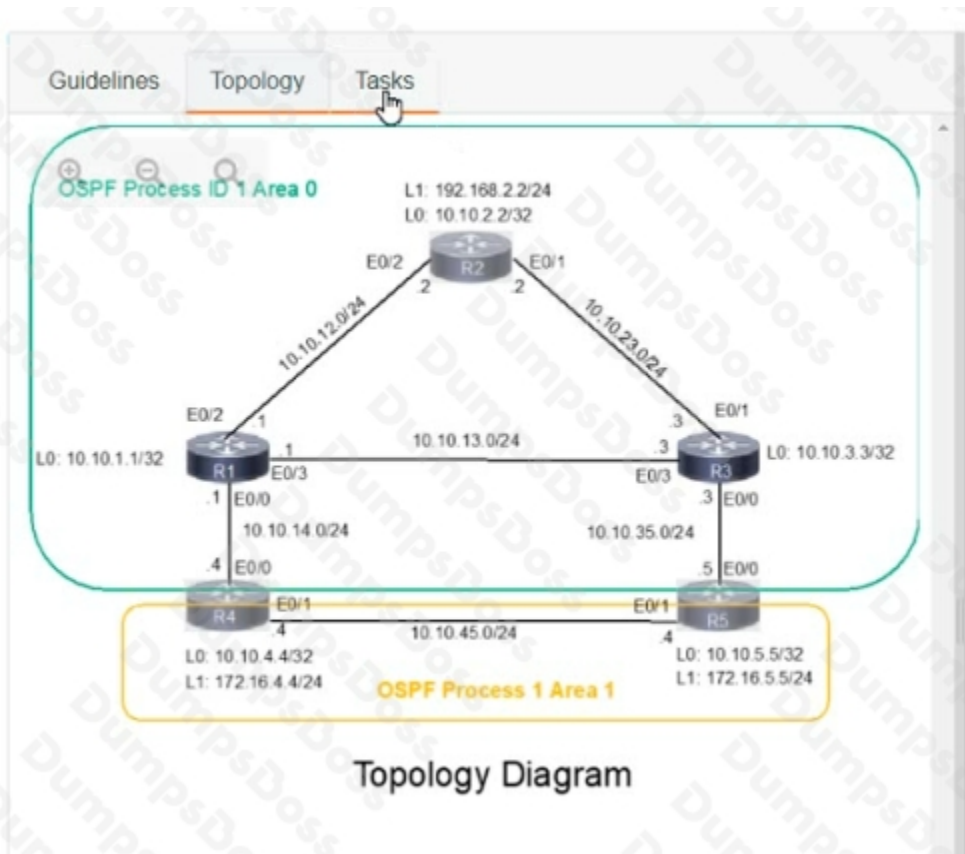 Guidelines Topology Tasks
OSPF Process ID 1 Area 0
L1: 192.168.2.2/24
L0: 10.10.2.2/32
E0/2 R2 E0/1
.2 .2
10.10.12.0/24
10.10.23.0/24
E0/2 .1
.3 E0/1
L0: 10.10.1.1/32
R1
.1
E0/3
10.10.13.0/24
.3
E0/3
R3
L0: 10.10.3.3/32
.1 E0/0
.3 E0/0
10.10.14.0/24
10.10.35.0/24
.4 E0/0
.5 E0/0
R4
E0/1
.4
10.10.45.0/24
E0/1
.4
R5
L0: 10.10.4.4/32
L1: 172.16.4.4/24
L0: 10.10.5.5/32
L1: 172.16.5.5/24
OSPF Process 1 Area 1
Topology Diagram
DumpsBoss